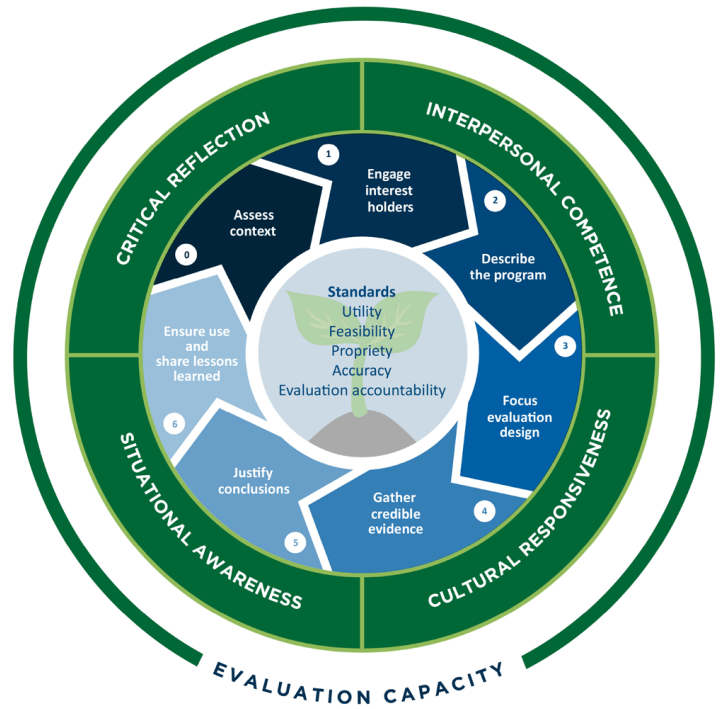 CRITICAL REFLECTION
INTERPERSONAL COMPETENCE
0
Assess
context
1
Engage
interest
holders
2
Describe
the program
3
Focus
evaluation
design
4
Gather
credible
evidence
5
Justify
conclusions
6
Ensure use
and
share lessons
learned
Standards
Utility
Feasibility
Propriety
Accuracy
Evaluation accountability
SITUATIONAL AWARENESS
CULTURAL RESPONSIVENESS
EVALUATION CAPACITY